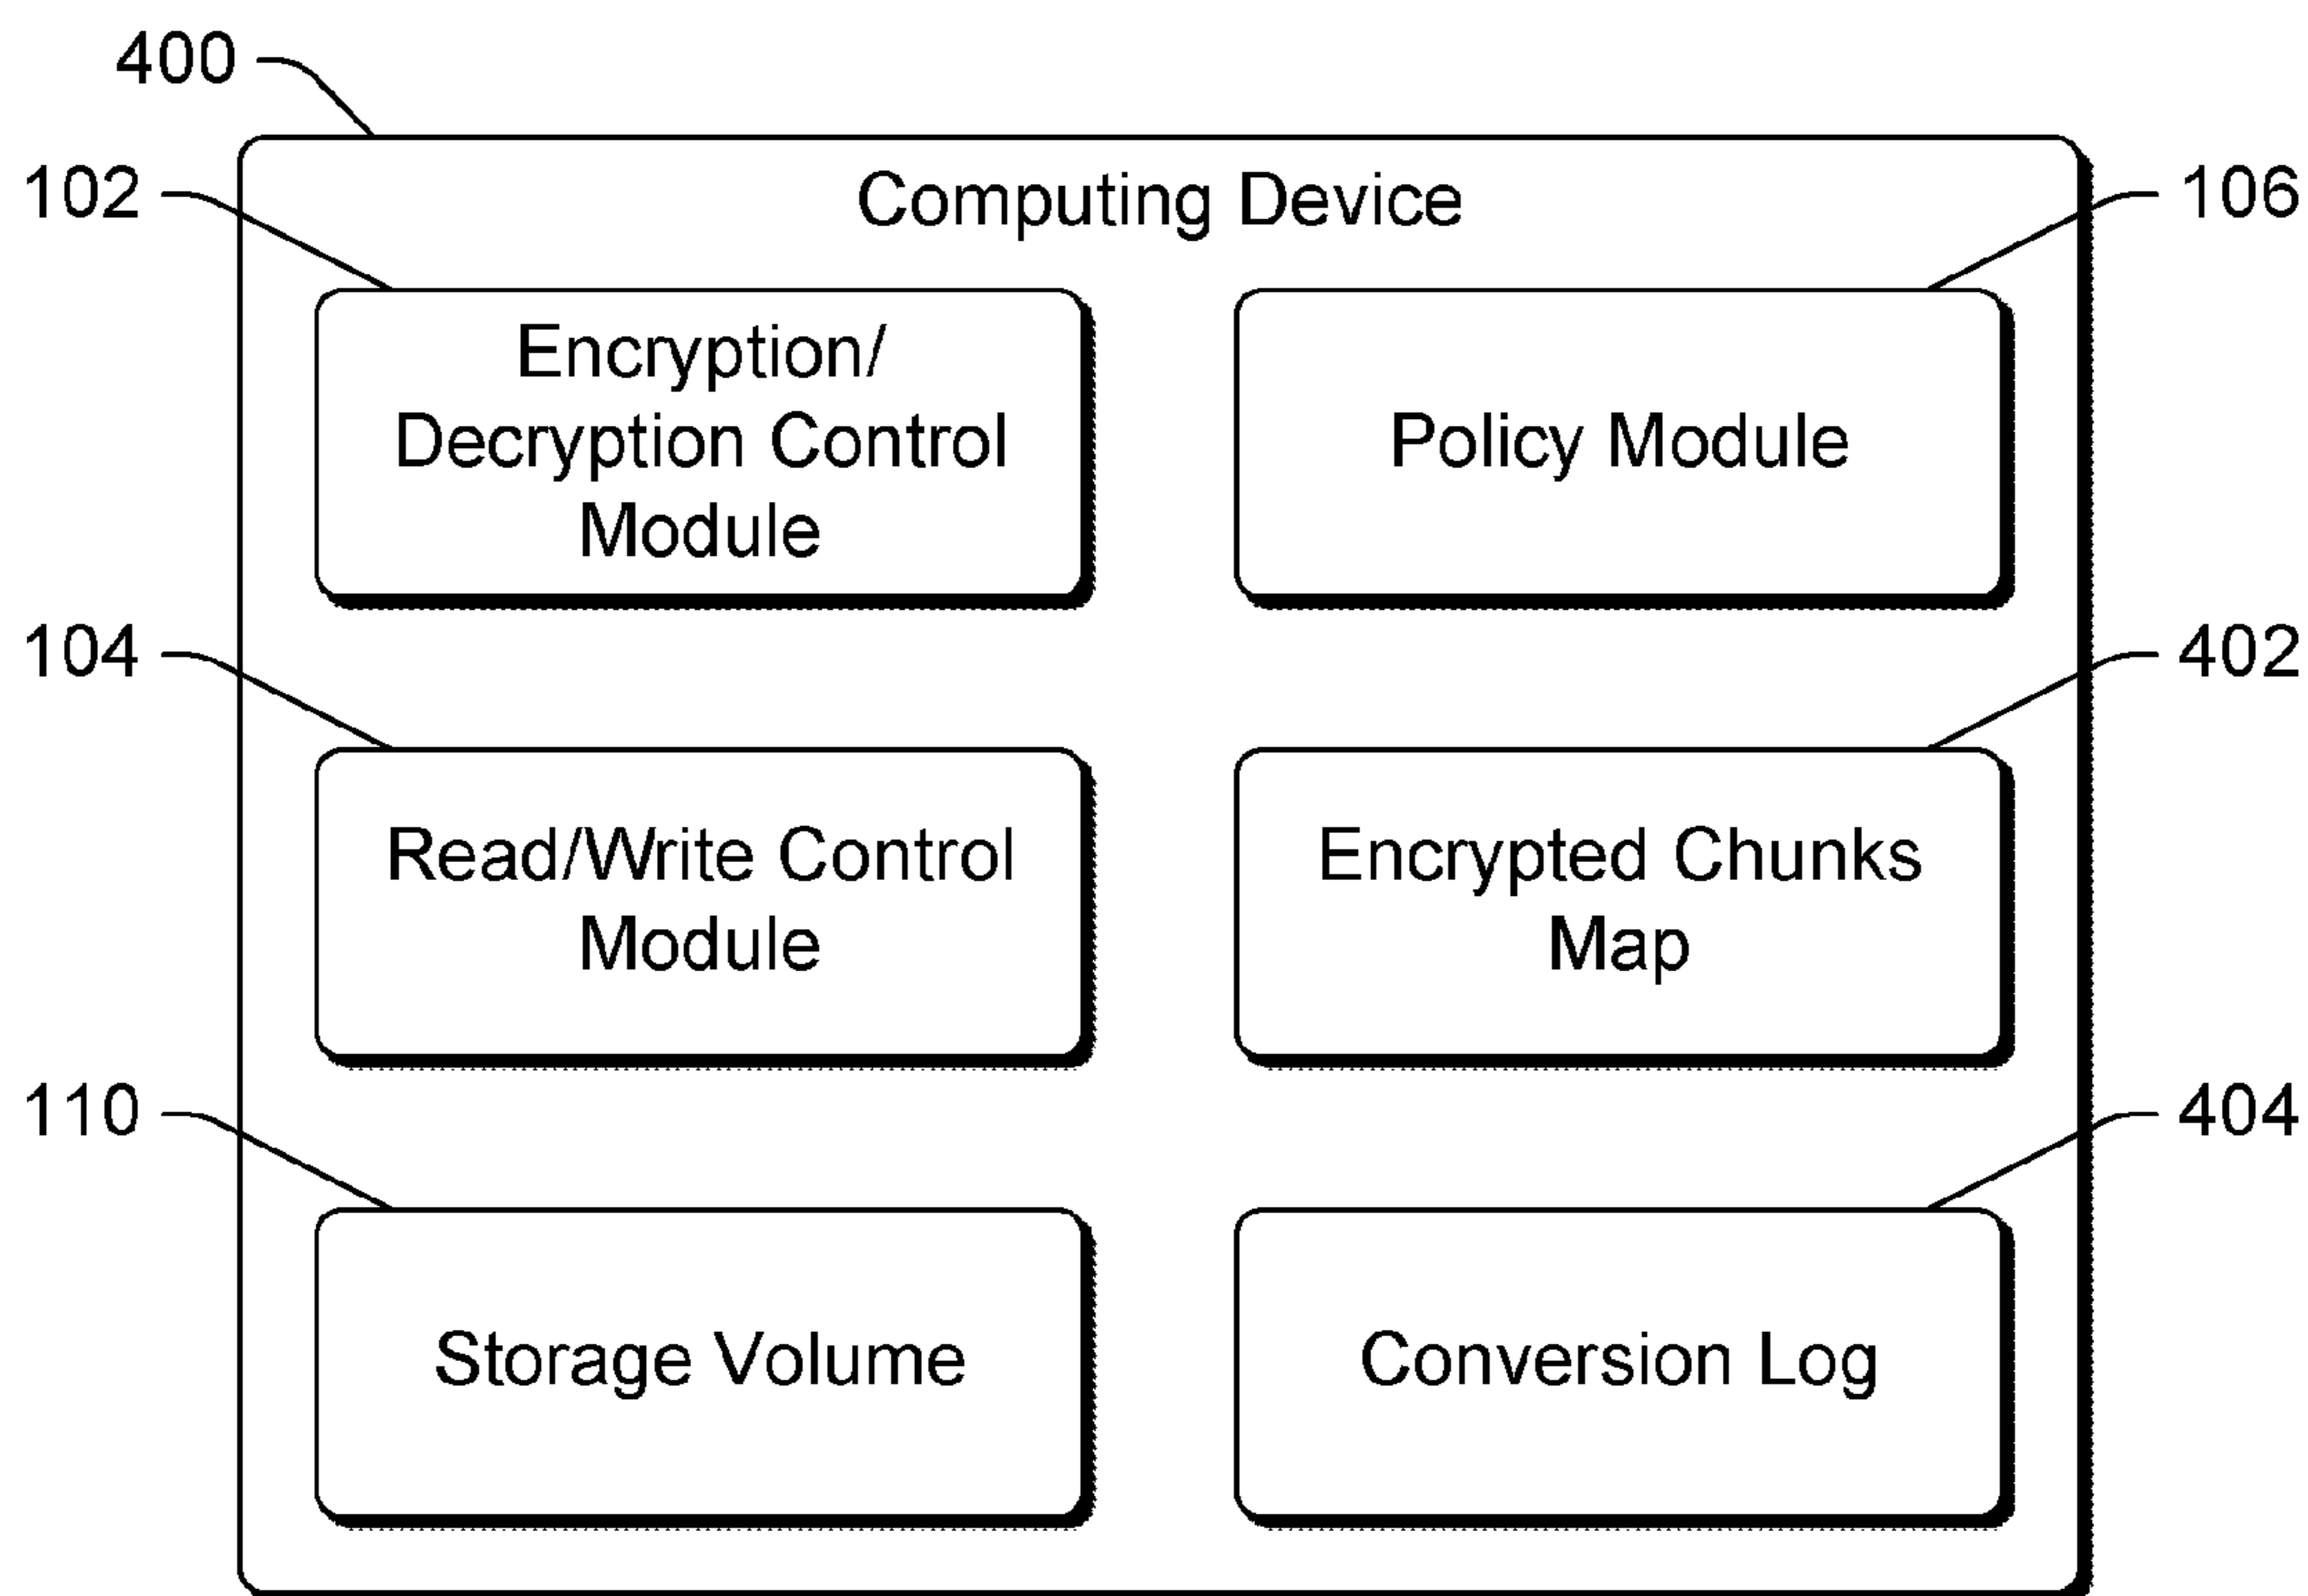 400
102
Computing Device
106
Encryption/
Decryption Control
Module
Policy Module
104
402
Read/Write Control
Module
Encrypted Chunks
Map
110
404
Storage Volume
Conversion Log